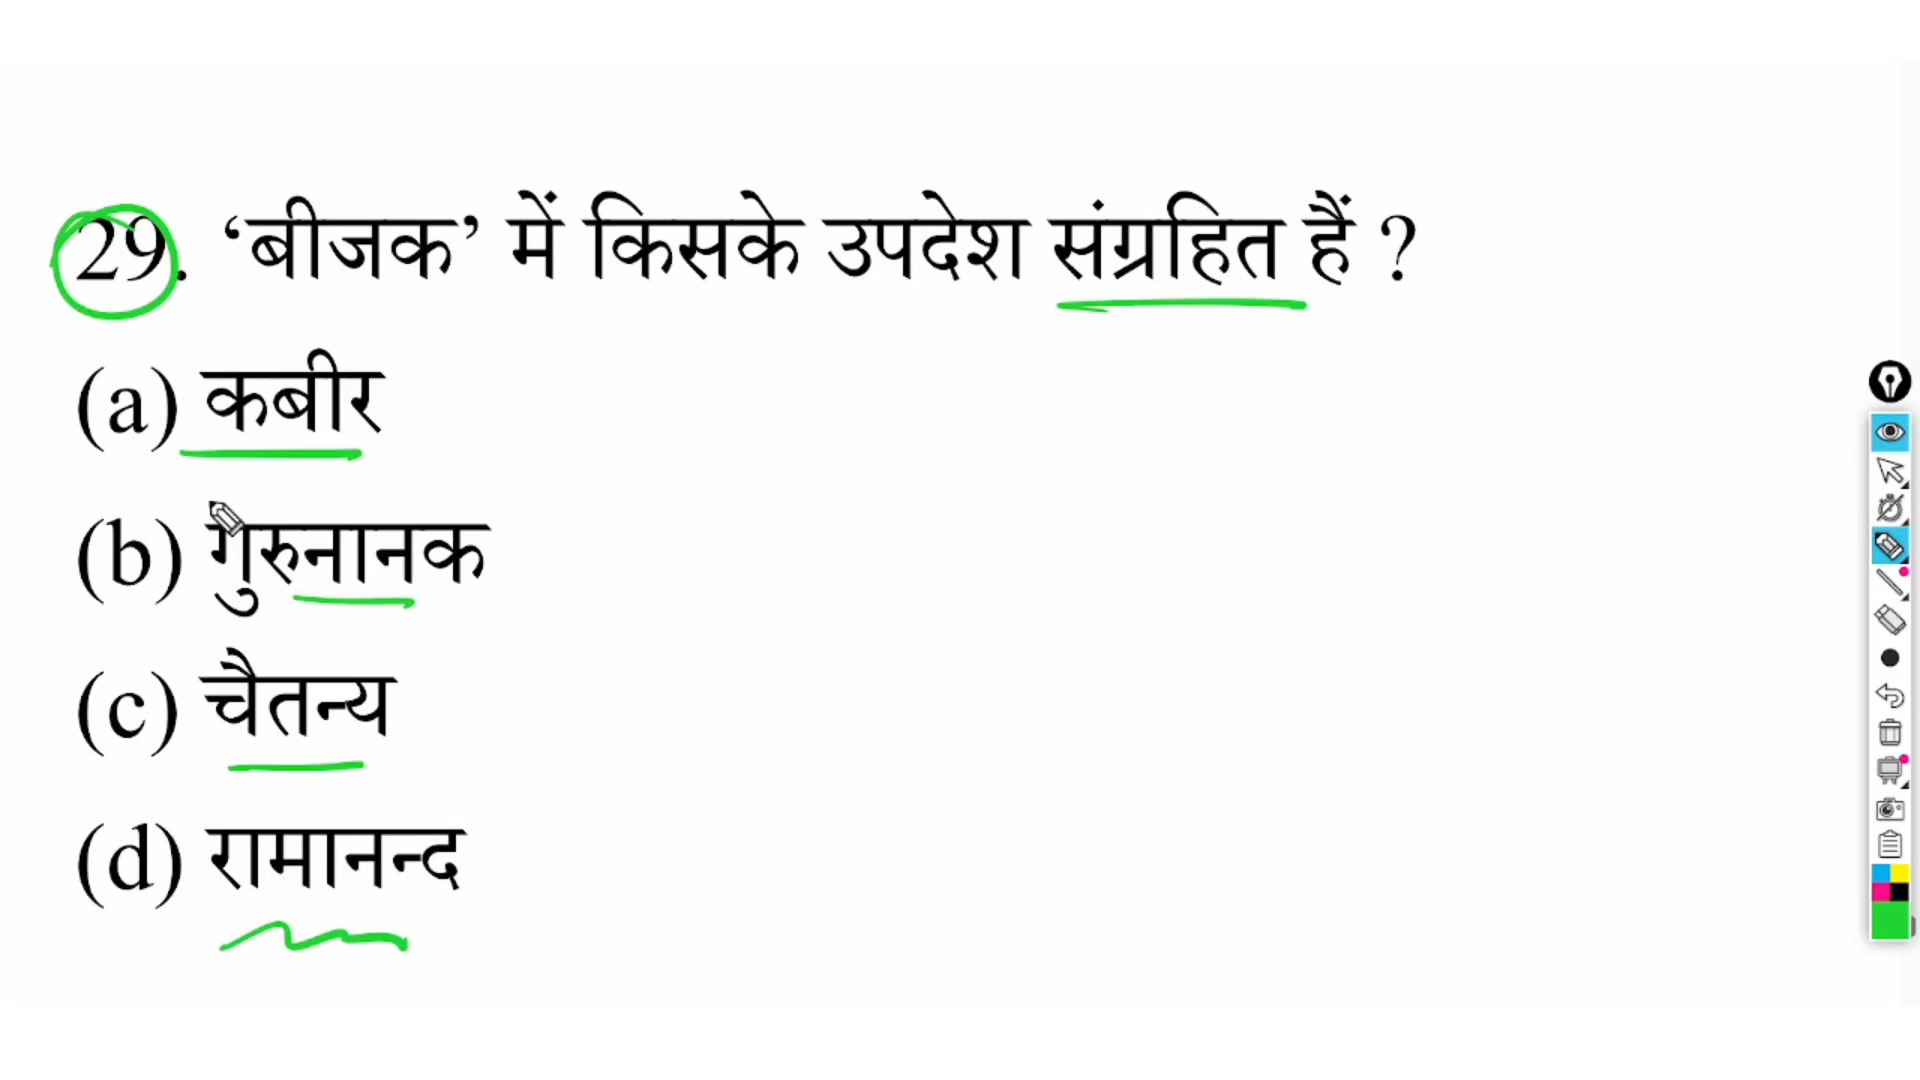 29. ‘बीजक’ में किसके उपदेश संग्रहित हैं ?
(a) कबीर
(b) गुरुनानक
(c) चैतन्य
(d) रामानन्द